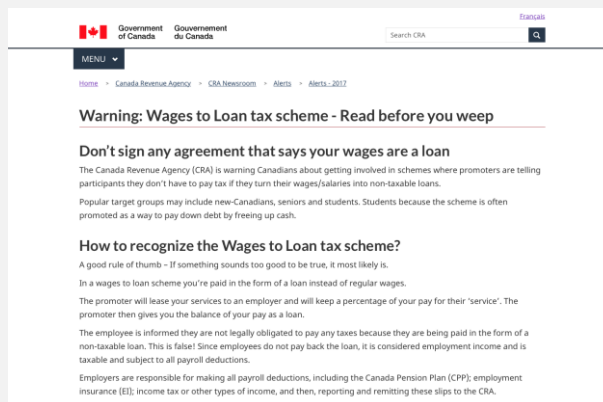 Français
Government of Canada
Gouvernement du Canada
Search CRA
MENU
Home > Canada Revenue Agency > CRA Newsroom > Alerts > Alerts - 2017
Warning: Wages to Loan tax scheme - Read before you weep
Don't sign any agreement that says your wages are a loan
The Canada Revenue Agency (CRA) is warning Canadians about getting involved in schemes where promoters are telling
participants they don't have to pay tax if they turn their wages/salaries into non-taxable loans.
Popular target groups may include new-Canadians, seniors and students. Students because the scheme is often
promoted as a way to pay down debt by freeing up cash.
How to recognize the Wages to Loan tax scheme?
A good rule of thumb – If something sounds too good to be true, it most likely is.
In a wages to loan scheme you're paid in the form of a loan instead of regular wages.
The promoter will lease your services to an employer and will keep a percentage of your pay for their 'service'. The
promoter then gives you the balance of your pay as a loan.
The employee is informed they are not legally obligated to pay any taxes because they are being paid in the form of a
non-taxable loan. This is false! Since employees do not pay back the loan, it is considered employment income and is
taxable and subject to all payroll deductions.
Employers are responsible for making all payroll deductions, including the Canada Pension Plan (CPP); employment
insurance (EI); income tax or other types of income, and then, reporting and remitting these slips to the CRA.